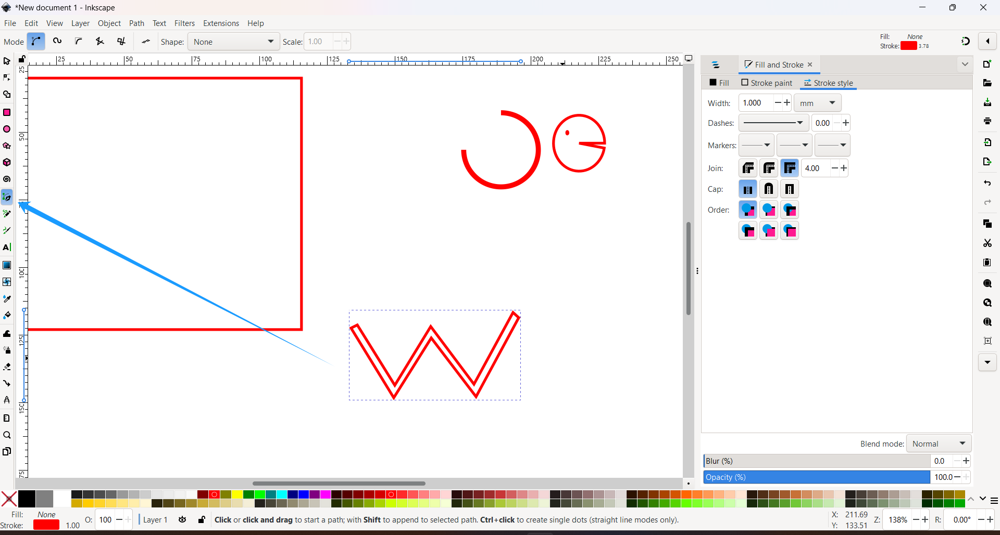 *New document 1 - Inkscape
File Edit View Layer Object Path Text Filters Extensions Help
Mode Shape: None Scale: 1.00
Fill: None
Stroke: 3.78
25 50 75 100 125 150 175 200 225 250
Fill and Stroke
Fill Stroke paint Stroke style
Width: 1.000 mm
Dashes: 0.00
Markers:
Join: 4.00
Cap:
Order:
25
50
100
125
150
75
Blend mode: Normal
Blur (%) 0.0
Opacity (%) 100.0
Fill: None
Stroke: 1.00
O: 100 Layer 1 Click or click and drag to start a path; with Shift to append to selected path. Ctrl+click to create single dots (straight line modes only).
X: 211.69
Y: 133.51
Z: 138% R: 0.00°